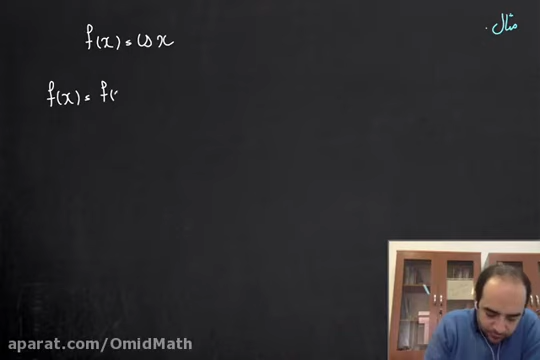 مثال.
f(x) = cos x
f(x) = f(
aparat.com/OmidMath